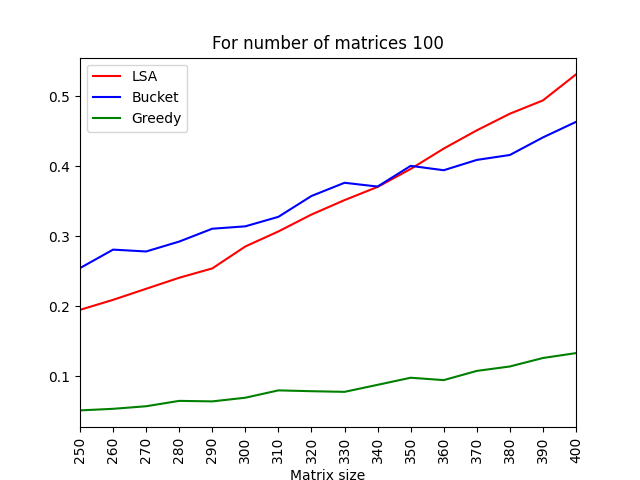 For number of matrices 100
LSA
Bucket
Greedy
0.5
0.4
0.3
0.2
0.1
250 260 270 280 290 300 310 320 330 340 350 360 370 380 390 400
Matrix size